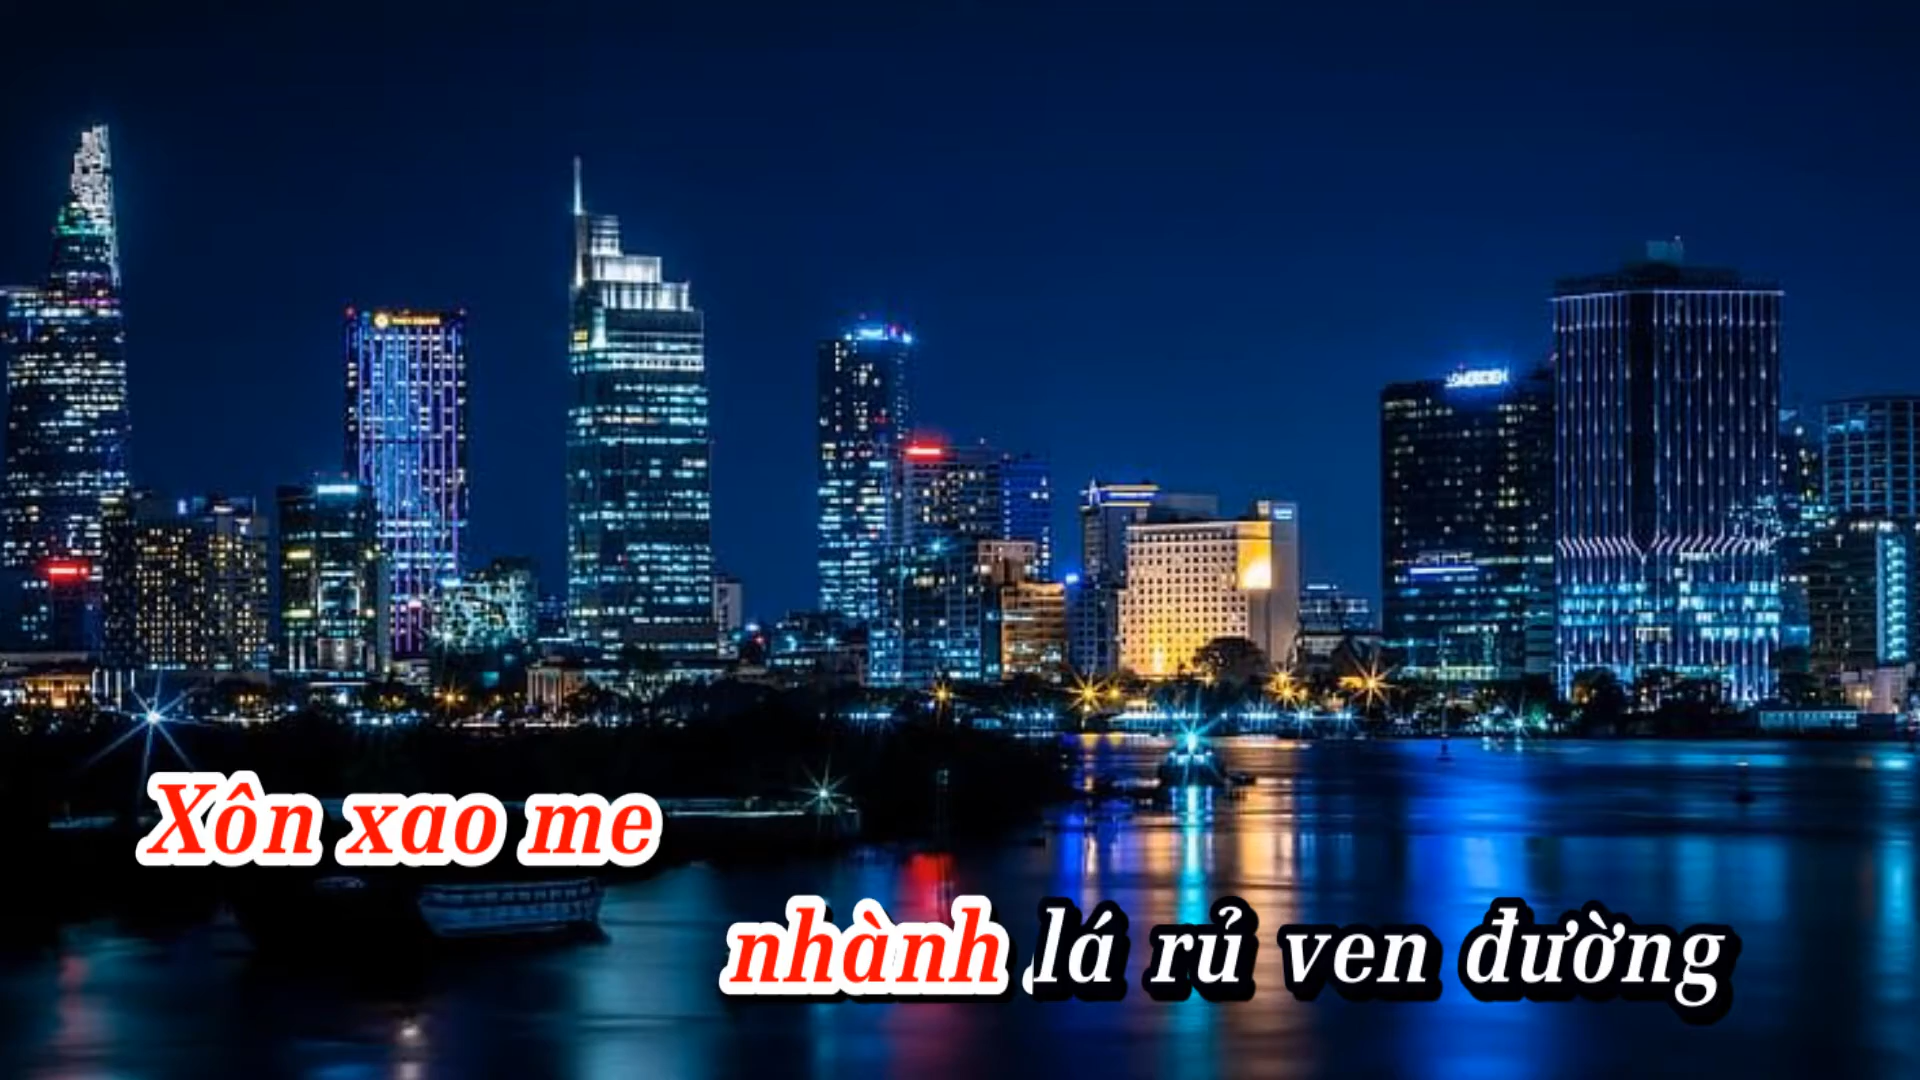 Xôn xao me
nhành lá rủ ven đường